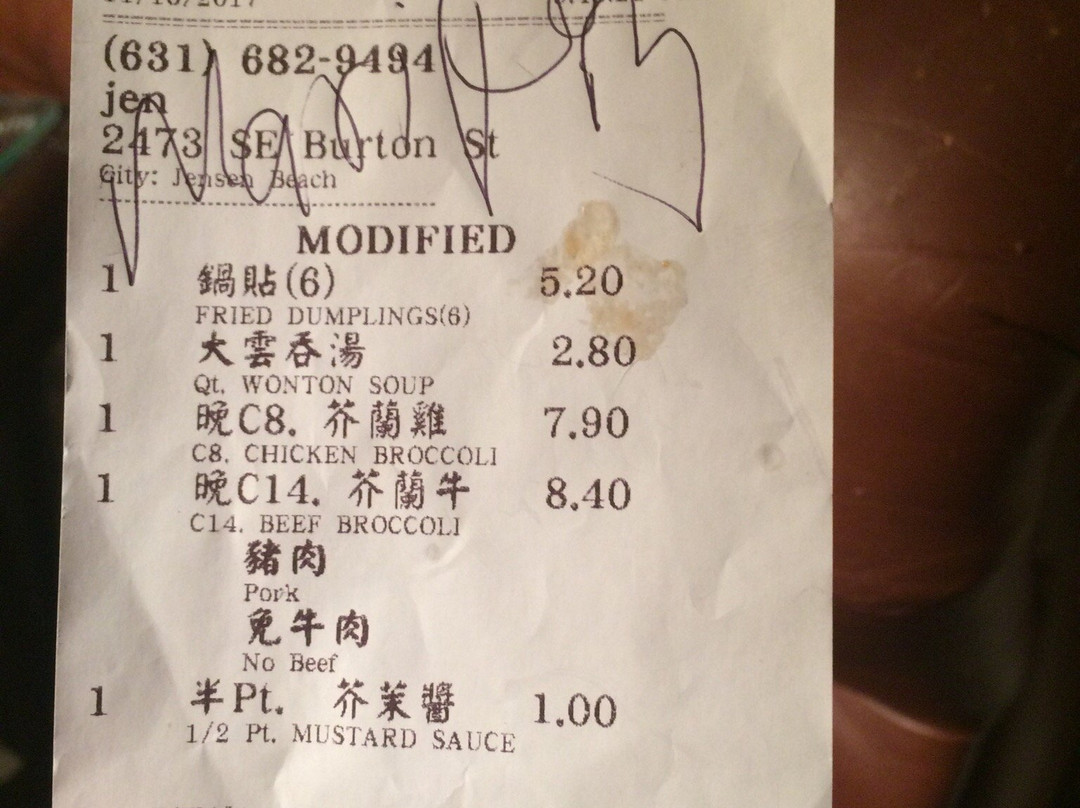 (631) 682-9494
jen
2473 SE Burton St
City: Jensen Beach
MODIFIED
1 鍋貼(6) 5.20
FRIED DUMPLINGS(6)
1 大雲吞湯 2.80
Qt. WONTON SOUP
1 晚C8. 芥蘭雞 7.90
C8. CHICKEN BROCCOLI
1 晚C14. 芥蘭牛 8.40
C14. BEEF BROCCOLI
豬肉
Pork
免牛肉
No Beef
1 半Pt. 芥茉醬 1.00
1/2 Pt. MUSTARD SAUCE